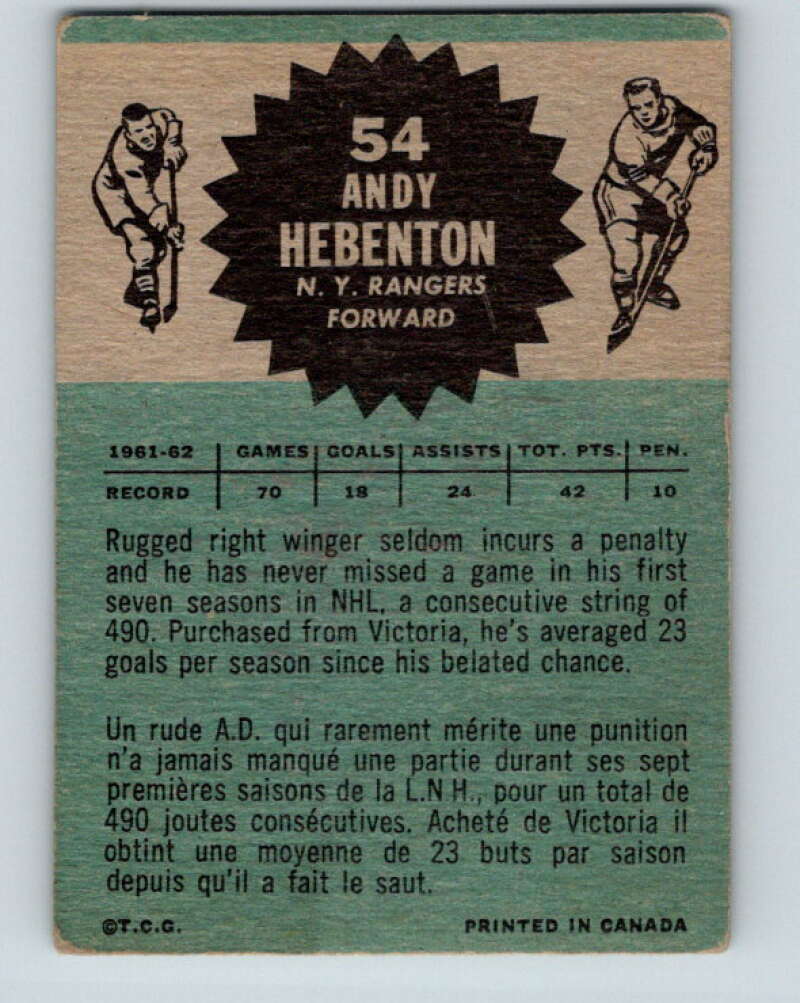 54
ANDY
HEBENTON
N. Y. RANGERS
FORWARD
1961-62 GAMES GOALS ASSISTS TOT. PTS. PEN.
RECORD 70 18 24 42 10
Rugged right winger seldom incurs a penalty
and he has never missed a game in his first
seven seasons in NHL, a consecutive string of
490. Purchased from Victoria, he's averaged 23
goals per season since his belated chance.
Un rude A.D. qui rarement mérite une punition
n'a jamais manqué une partie durant ses sept
premières saisons de la L.N.H., pour un total de
490 joutes consécutives. Acheté de Victoria il
obtint une moyenne de 23 buts par saison
depuis qu'il a fait le saut.
©T.C.G. PRINTED IN CANADA